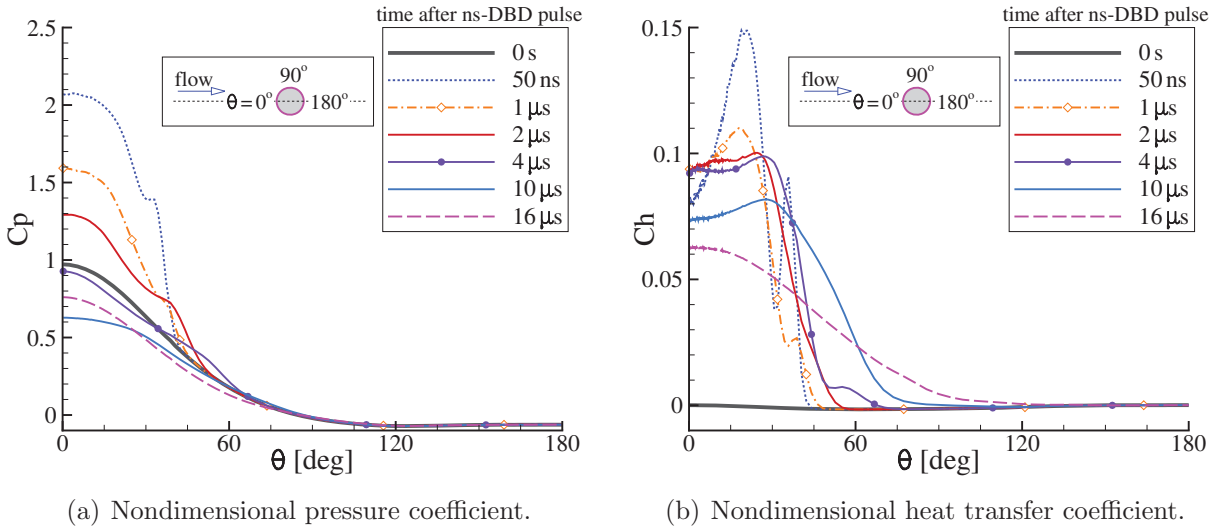 time after ns-DBD pulse
0 s
50 ns
1 μs
2 μs
4 μs
10 μs
16 μs
flow
90°
θ = 0°
180°
2.5
2
1.5
1
0.5
0
Cp
0
60
120
180
θ [deg]
(a) Nondimensional pressure coefficient.
time after ns-DBD pulse
0 s
50 ns
1 μs
2 μs
4 μs
10 μs
16 μs
flow
90°
θ = 0°
180°
0.15
0.1
0.05
0
Ch
0
60
120
180
θ [deg]
(b) Nondimensional heat transfer coefficient.